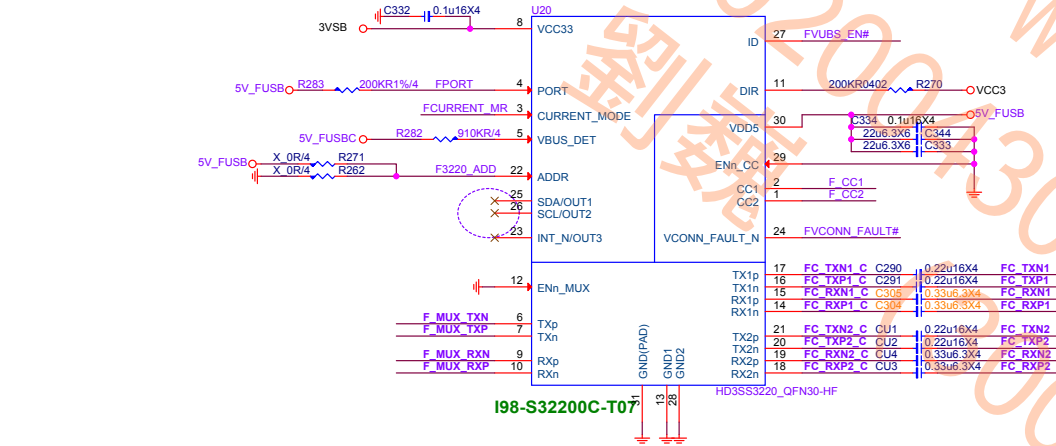 C332 0.1u16X4 U20
3VSB 8 VCC33
ID 27 FVUBS_EN#
5V_FUSB R283 200KR1%/4 FPORT 4 PORT
DIR 11 200KR0402 R270 VCC3
FCURRENT_MR 3 CURRENT_MODE
VDD5 30 C334 0.1u16X4 5V_FUSB
5V_FUSBC R282 910KR/4 5 VBUS_DET
22u6.3X6 C344
22u6.3X6 C333
5V_FUSB X_0R/4 R271
X_0R/4 R262 F3220_ADD 22 ADDR
ENn_CC 29
CC1 2 F_CC1
CC2 1 F_CC2
25 SDA/OUT1
26 SCL/OUT2
23 INT_N/OUT3
VCONN_FAULT_N 24 FVCONN_FAULT#
12 ENn_MUX
TX1p 17 FC_TXN1_C C290 0.22u16X4 FC_TXN1
TX1n 16 FC_TXP1_C C291 0.22u16X4 FC_TXP1
RX1p 15 FC_RXN1_C C305 0.33u6.3X4 FC_RXN1
RX1n 14 FC_RXP1_C C304 0.33u6.3X4 FC_RXP1
F_MUX_TXN 6 TXp
F_MUX_TXP 7 TXn
TX2p 21 FC_TXN2_C CU1 0.22u16X4 FC_TXN2
TX2n 20 FC_TXP2_C CU2 0.22u16X4 FC_TXP2
F_MUX_RXN 9 RXp
F_MUX_RXP 10 RXn
RX2p 19 FC_RXN2_C CU4 0.33u6.3X4 FC_RXN2
RX2n 18 FC_RXP2_C CU3 0.33u6.3X4 FC_RXP2
GND(PAD) GND1 GND2
31 13 28
HD3SS3220_QFN30-HF
I98-S32200C-T07
劉巍